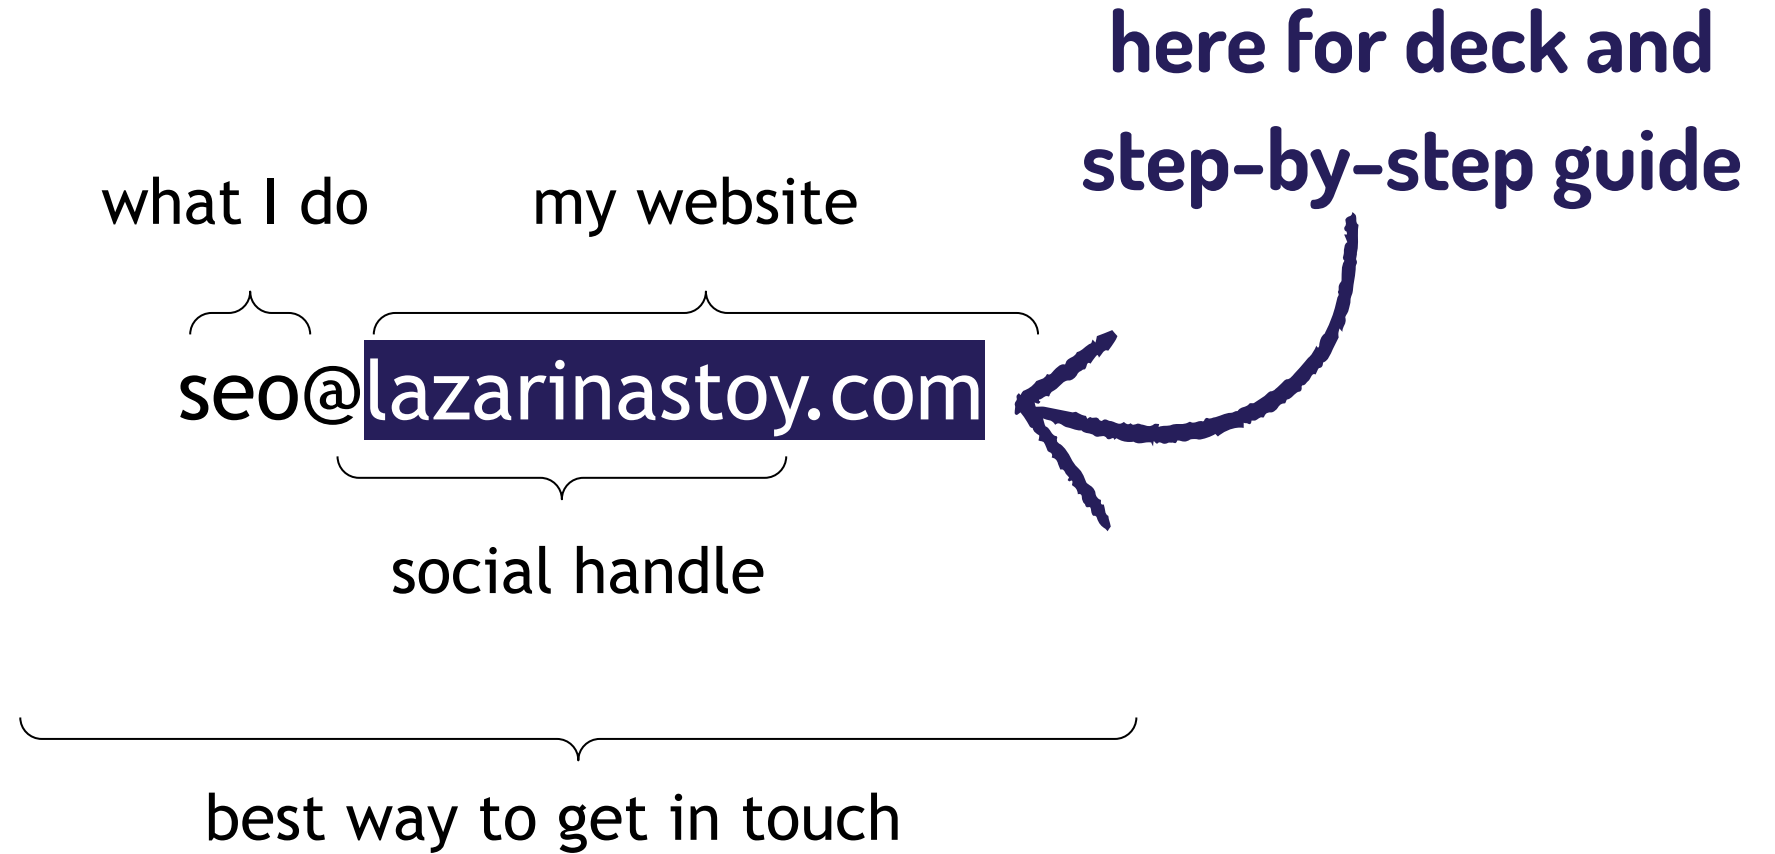 here for deck and
step-by-step guide
what I do
my website
seo@lazarinastoy.com
social handle
best way to get in touch